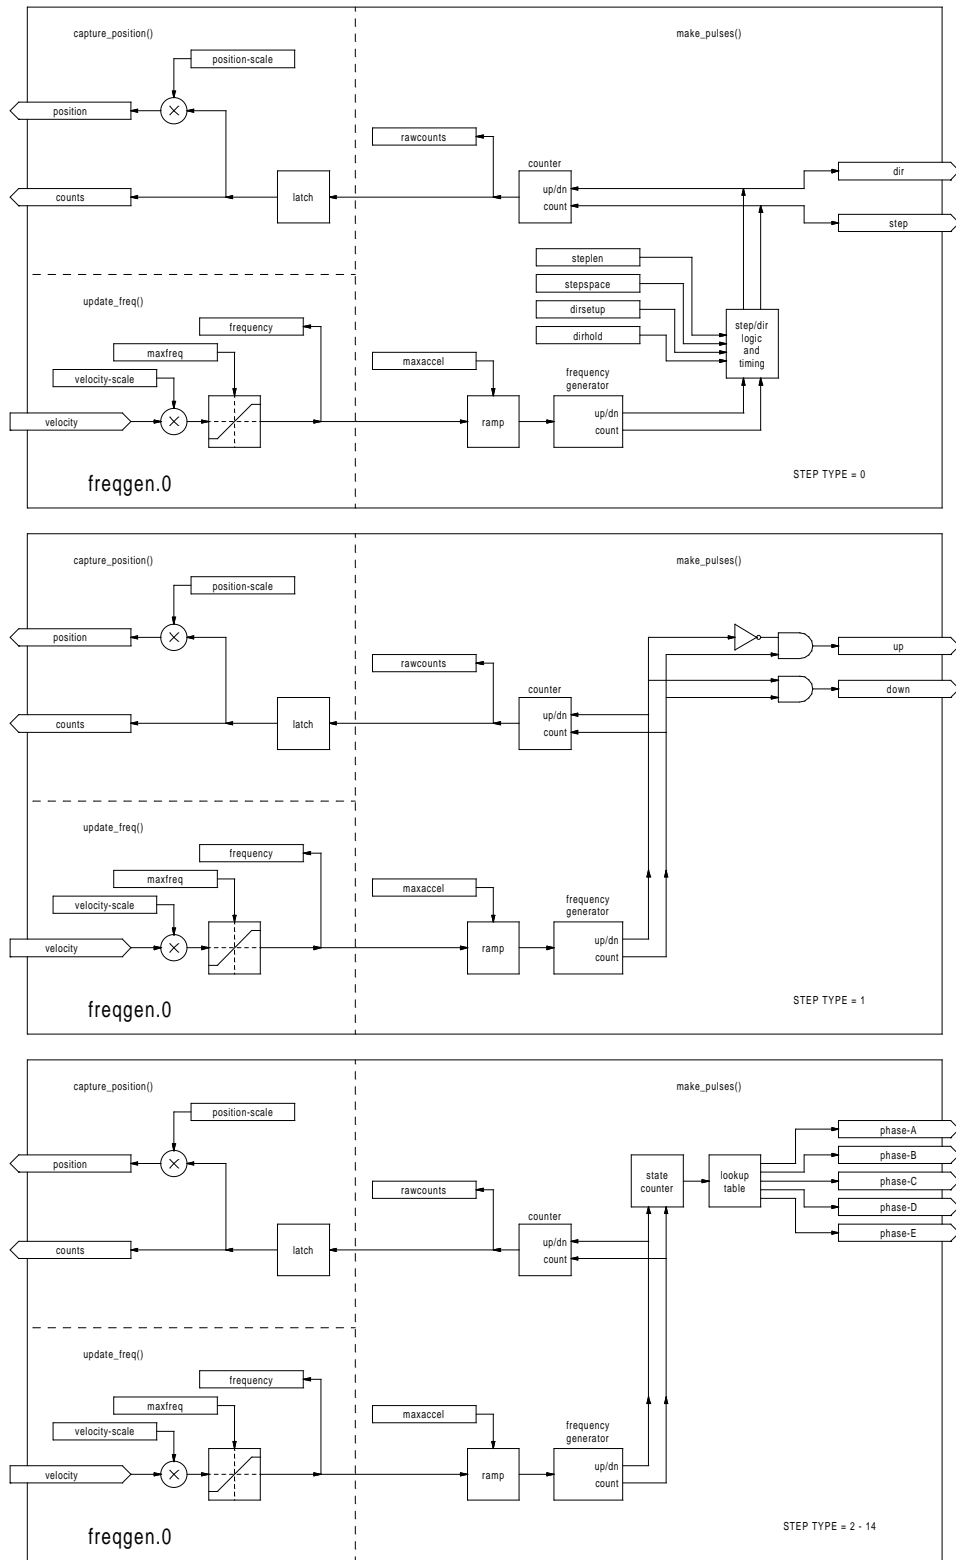 capture_position()
make_pulses()
position-scale
position
rawcounts
counter
up/dn
count
dir
counts
latch
step
steplen
stepspace
dirsetup
dirhold
step/dir
logic
and
timing
update_freq()
frequency
maxfreq
maxaccel
velocity-scale
frequency
generator
velocity
ramp
up/dn
count
freqgen.0
STEP TYPE = 0
capture_position()
make_pulses()
position-scale
position
up
rawcounts
down
counter
up/dn
count
counts
latch
update_freq()
frequency
maxfreq
maxaccel
velocity-scale
frequency
generator
velocity
ramp
up/dn
count
freqgen.0
STEP TYPE = 1
capture_position()
make_pulses()
position-scale
phase-A
phase-B
position
state
counter
lookup
table
phase-C
rawcounts
phase-D
counter
phase-E
up/dn
count
counts
latch
update_freq()
frequency
maxfreq
maxaccel
velocity-scale
frequency
generator
velocity
ramp
up/dn
count
freqgen.0
STEP TYPE = 2 - 14